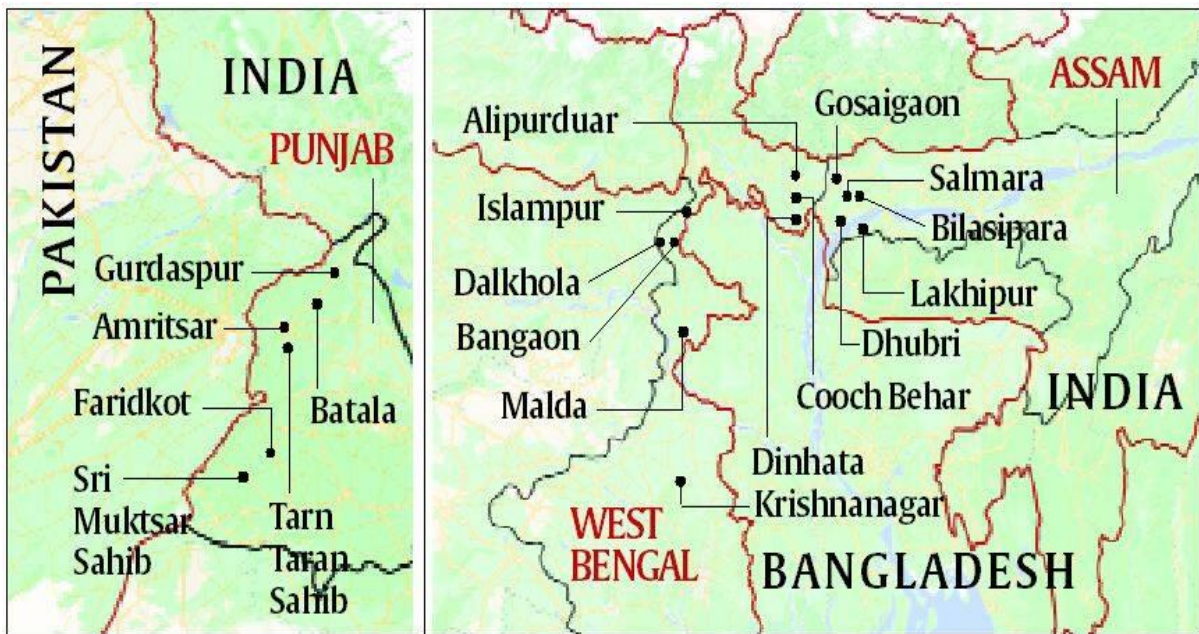 PAKISTAN
INDIA
PUNJAB
Gurdaspur
Amritsar
Faridkot
Batala
Sri
Muktsar
Sahib
Tarn
Taran
Sahib
ASSAM
Gosaigaon
Alipurduar
Salmara
Islampur
Bilasipara
Dalkhola
Lakhipur
Bangaon
Dhubri
Malda
Cooch Behar
INDIA
Dinhata
Krishnanagar
WEST
BENGAL
BANGLADESH